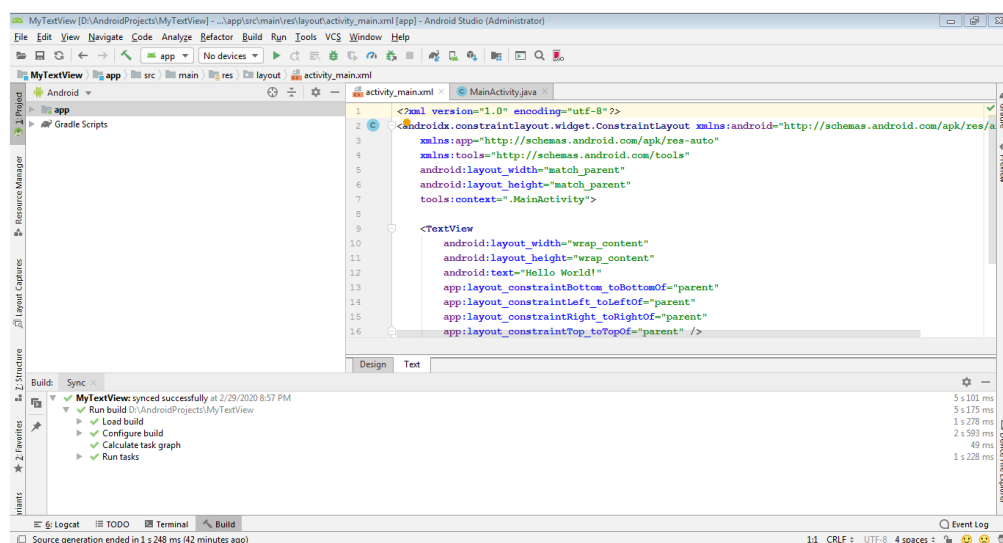 MyTextView [D:\AndroidProjects\MyTextView] - ...\app\src\main\res\layout\activity_main.xml [app] - Android Studio (Administrator)
File Edit View Navigate Code Analyze Refactor Build Run Tools VCS Window Help
app No devices
MyTextView app src main res layout activity_main.xml
1: Project
Resource Manager
Layout Captures
Z: Structure
2: Favorites
Android
app
Gradle Scripts
activity_main.xml MainActivity.java
1 <?xml version="1.0" encoding="utf-8"?>
2 C <androidx.constraintlayout.widget.ConstraintLayout xmlns:android="http://schemas.android.com/apk/res/a
3 xmlns:app="http://schemas.android.com/apk/res-auto"
4 xmlns:tools="http://schemas.android.com/tools"
5 android:layout_width="match_parent"
6 android:layout_height="match_parent"
7 tools:context=".MainActivity">
8
9 <TextView
10 android:layout_width="wrap_content"
11 android:layout_height="wrap_content"
12 android:text="Hello World!"
13 app:layout_constraintBottom_toBottomOf="parent"
14 app:layout_constraintLeft_toLeftOf="parent"
15 app:layout_constraintRight_toRightOf="parent"
16 app:layout_constraintTop_toTopOf="parent" />
Design Text
Build: Sync
MyTextView: synced successfully at 2/29/2020 8:57 PM 5 s 101 ms
Run build D:\AndroidProjects\MyTextView 5 s 175 ms
Load build 1 s 278 ms
Configure build 2 s 593 ms
Calculate task graph 49 ms
Run tasks 1 s 228 ms
6: Logcat TODO Terminal Build Event Log
Source generation ended in 1 s 248 ms (42 minutes ago) 1:1 CRLF UTF-8 4 spaces